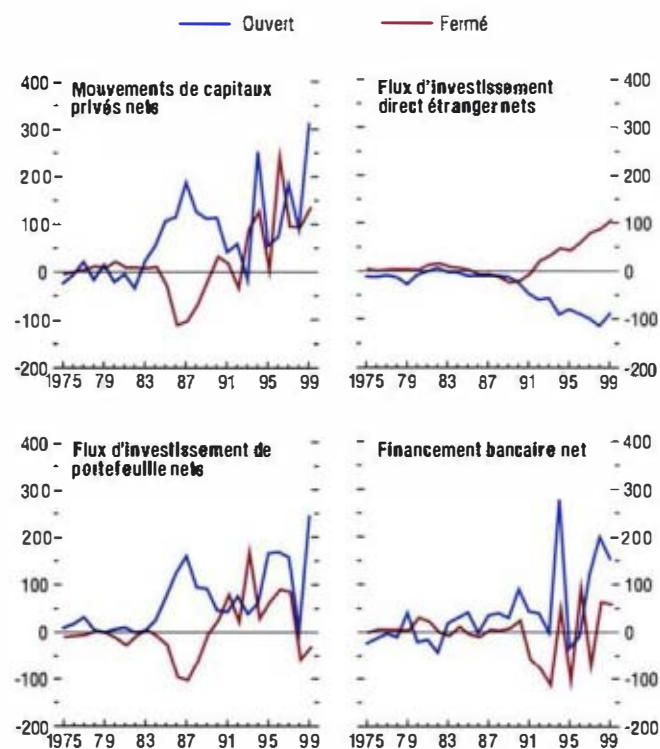 Ouvert
Fermé
Mouvements de capitaux
privés nets
400
300
200
100
0
-100
-200
1975 79 83 87 91 95 99
Flux d'investissement
direct étranger nets
400
300
200
100
0
-100
-200
1975 79 83 87 91 95 99
Flux d'investissement de
portefeuille nets
400
300
200
100
0
-100
-200
1975 79 83 87 91 95 99
Financement bancaire net
400
300
200
100
0
-100
-200
1975 79 83 87 91 95 99